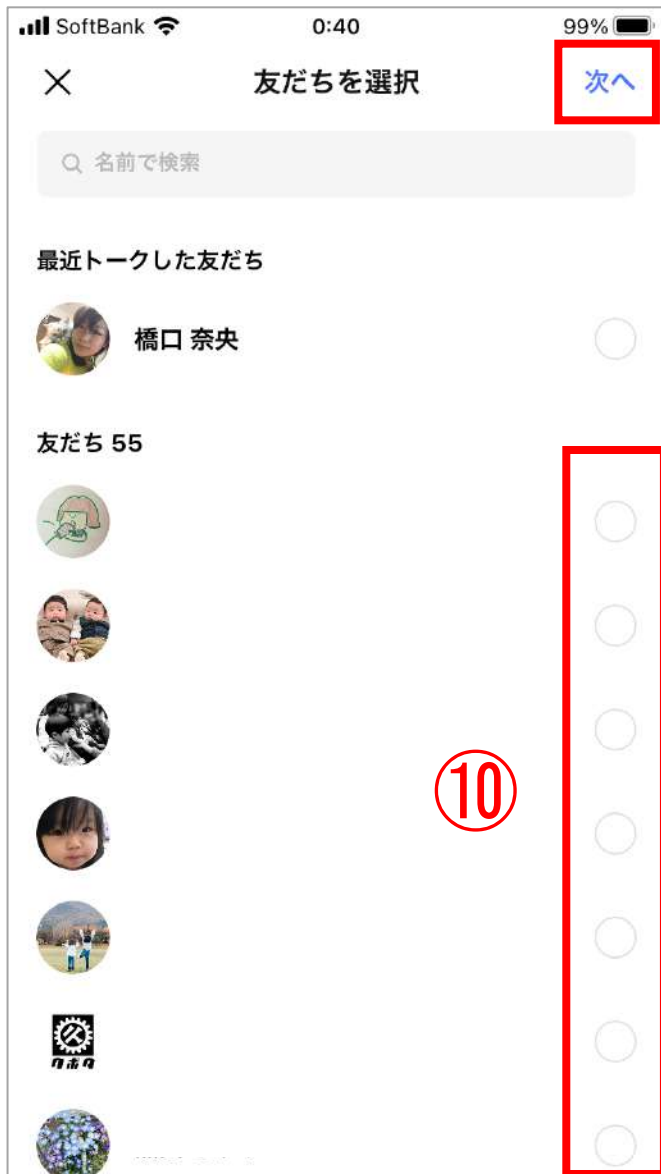 SoftBank 0:40 99%
× 友だちを選択 次へ
名前で検索
最近トークした友だち
橋口 奈央
友だち 55
⑩
クボタ